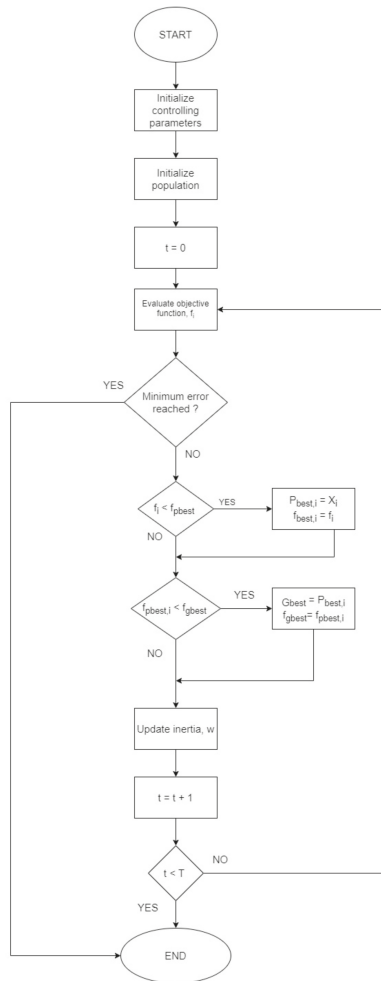 START
Initialize
controlling
parameters
Initialize
population
t = 0
Evaluate objective
function, fi
YES
Minimum error
reached ?
NO
fi < fpbest
YES
Pbest,i = Xi
fbest,i = fi
NO
fpbest,i < fgbest
YES
Gbest = Pbest,i
fgbest= fpbest,i
NO
Update inertia, w
t = t + 1
t < T
NO
YES
END